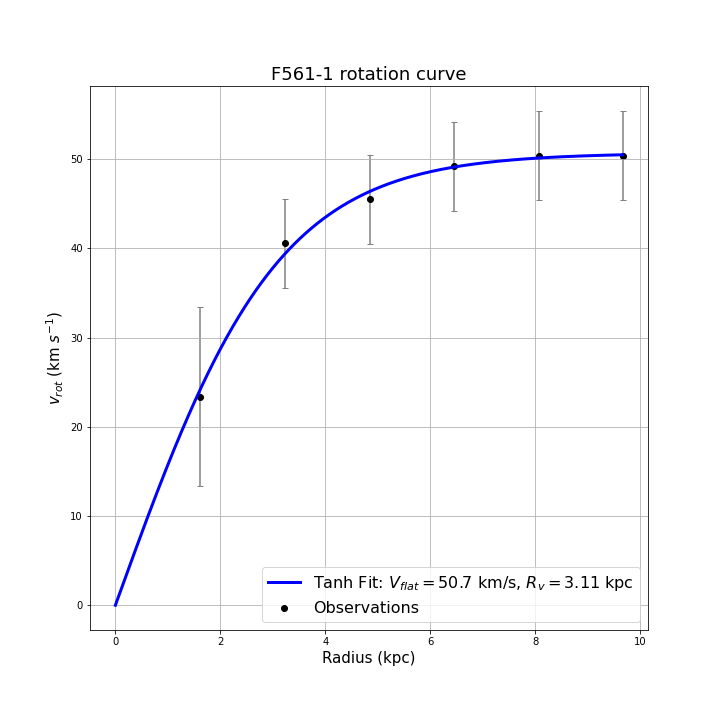 F561-1 rotation curve
50
40
30
20
10
0
v_rot (km s⁻¹)
Tanh Fit: V_flat = 50.7 km/s, R_v = 3.11 kpc
Observations
0 2 4 6 8 10
Radius (kpc)